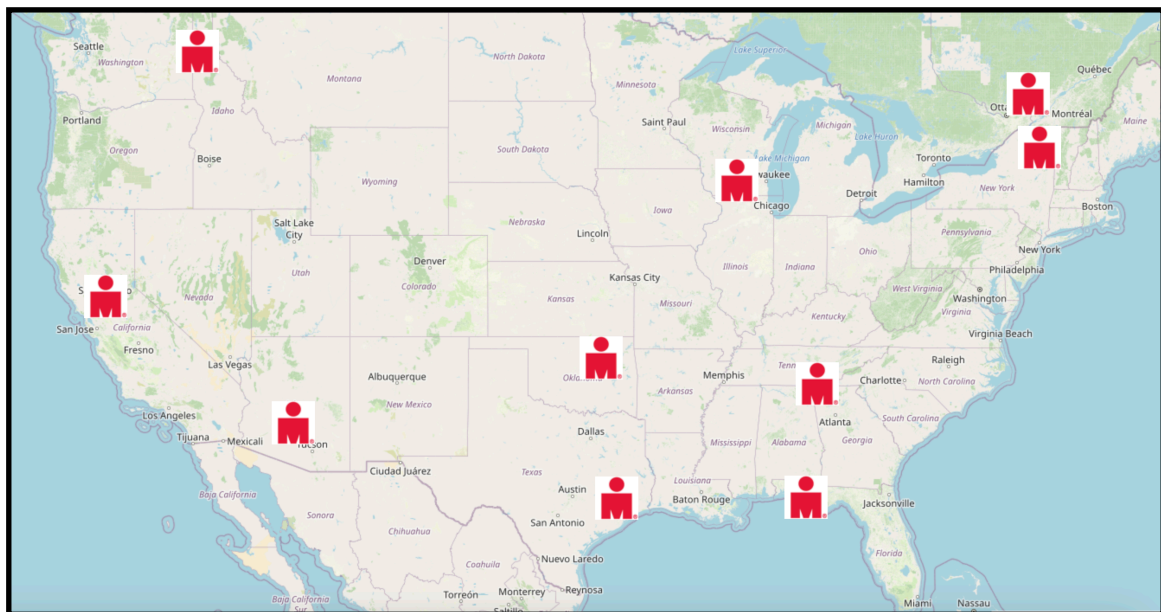 Seattle
Washington
Montana
North Dakota
Minnesota
Lake Superior
Québec
Montréal
Maine
Portland
Oregon
Idaho
Boise
South Dakota
Saint Paul
Wisconsin
Michigan
Lake Huron
Toronto
Hamilton
New York
Boston
Wyoming
Iowa
Chicago
Detroit
Salt Lake
City
Nebraska
Lincoln
Pennsylvania
New York
Philadelphia
Nevada
Utah
Denver
Colorado
Kansas
Kansas City
Missouri
Illinois
Indiana
Ohio
West Virginia
Washington
Virginia
Virginia Beach
Kentucky
San Jose
California
Fresno
Las Vegas
Albuquerque
New Mexico
Memphis
Arkansas
Charlotte
Raleigh
North Carolina
South Carolina
Los Angeles
Tijuana
Mexicali
Dallas
Mississippi
Alabama
Atlanta
Georgia
Ciudad Juárez
Texas
Louisiana
Baton Rouge
Jacksonville
Baja California
Sonora
Chihuahua
Austin
San Antonio
Nuevo Laredo
Coahuila
Florida
Miami
Nassau
Baja California
Sur
Torreón
Monterrey
Reynosa